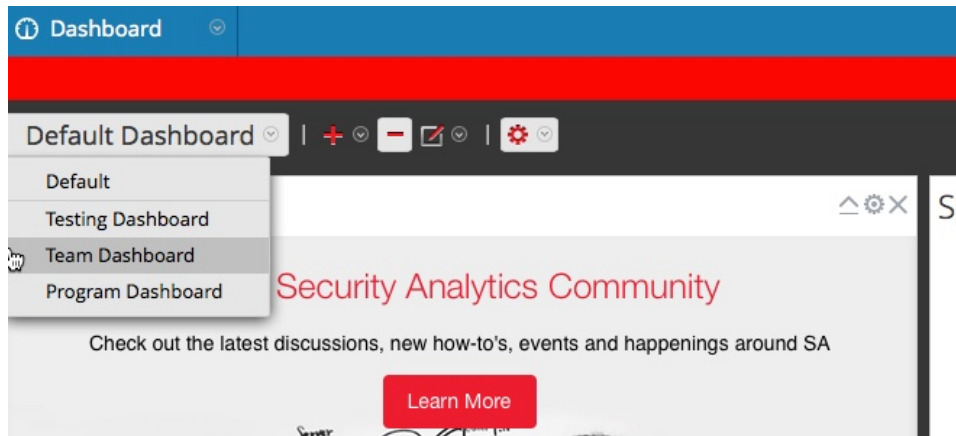 Dashboard
Default Dashboard
Default
Testing Dashboard
Team Dashboard
Program Dashboard
S
Security Analytics Community
Check out the latest discussions, new how-to's, events and happenings around SA
Learn More
Server